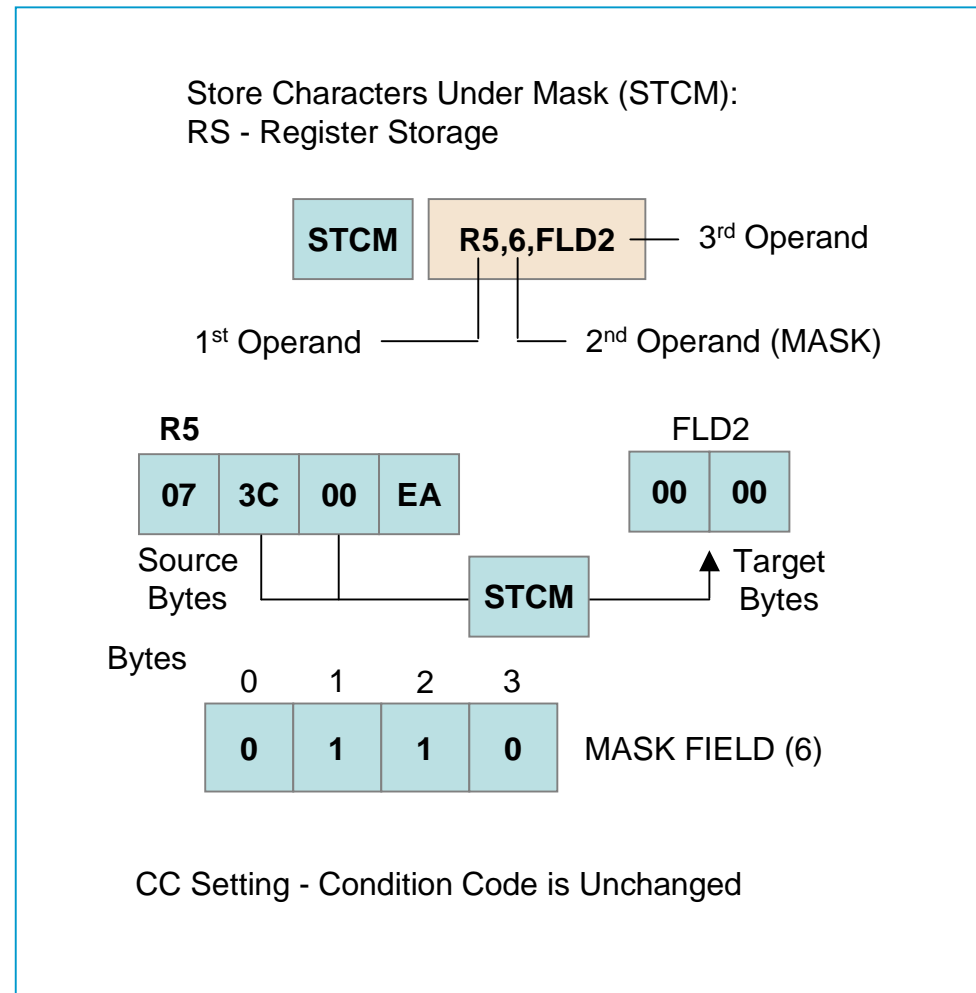 Store Characters Under Mask (STCM):
RS - Register Storage
STCM R5,6,FLD2 3rd Operand
1st Operand 2nd Operand (MASK)
R5 FLD2
07 3C 00 EA 00 00
Source Bytes STCM Target Bytes
Bytes
0 1 2 3
0 1 1 0 MASK FIELD (6)
CC Setting - Condition Code is Unchanged